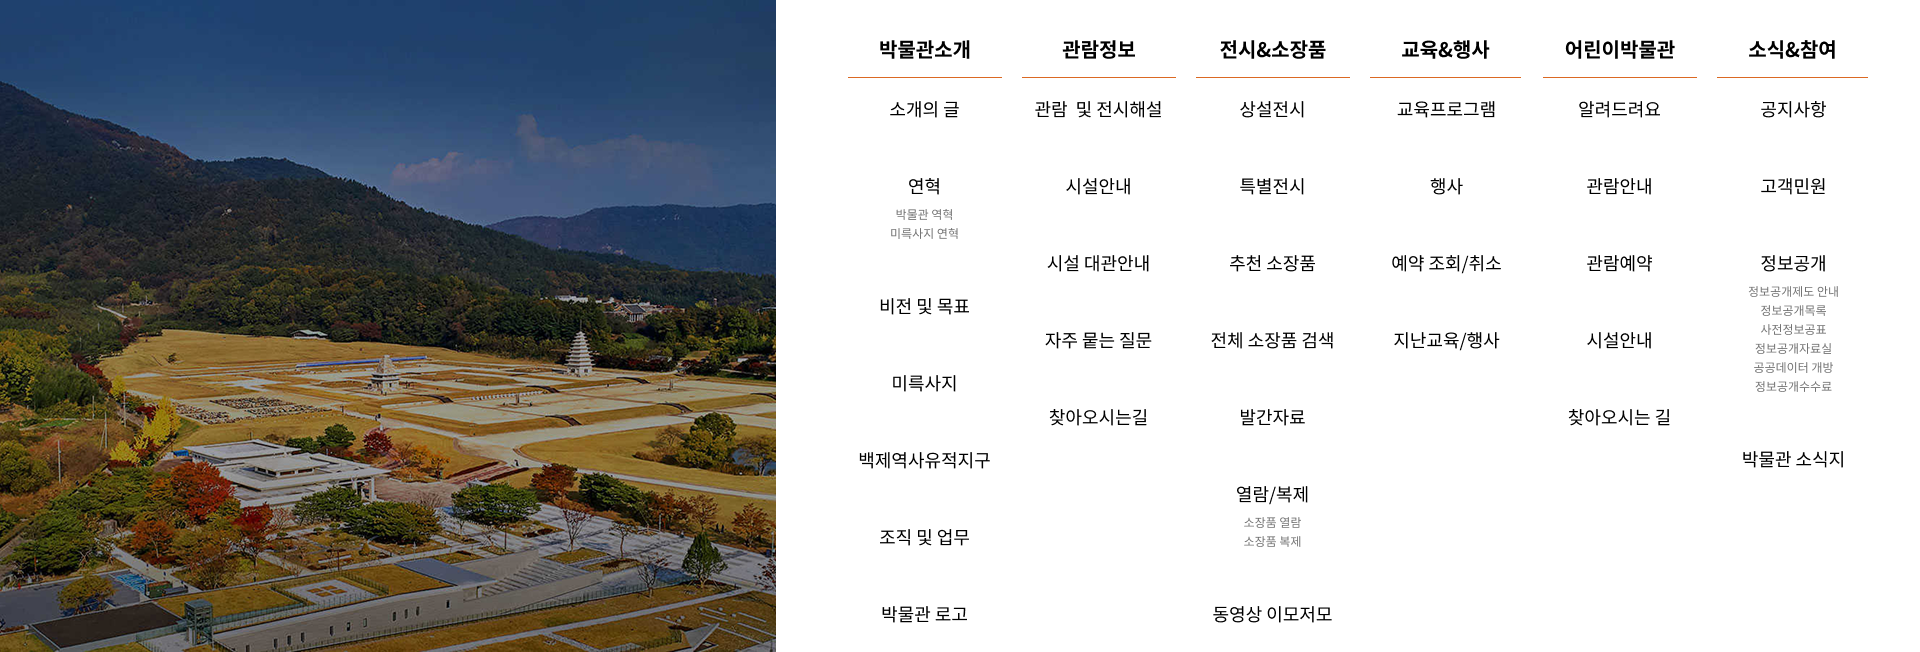 박물관소개
소개의 글
연혁
박물관 역혁
미륵사지 연혁
비전 및 목표
미륵사지
백제역사유적지구
조직 및 업무
박물관 로고
관람정보
관람 및 전시해설
시설안내
시설 대관안내
자주 뭍는 질문
찾아오시는길
전시&소장품
상설전시
특별전시
추천 소장품
전체 소장품 검색
발간자료
열람/복제
소장품 열람
소장품 복제
동영상 이모저모
교육&행사
교육프로그램
행사
예약 조회/취소
지난교육/행사
어린이박물관
알려드려요
관람안내
관람예약
시설안내
찾아오시는 길
소식&참여
공지사항
고객민원
정보공개
정보공개제도 안내
정보공개목록
사전정보공표
정보공개자료실
공공데이터 개방
정보공개수수료
박물관 소식지